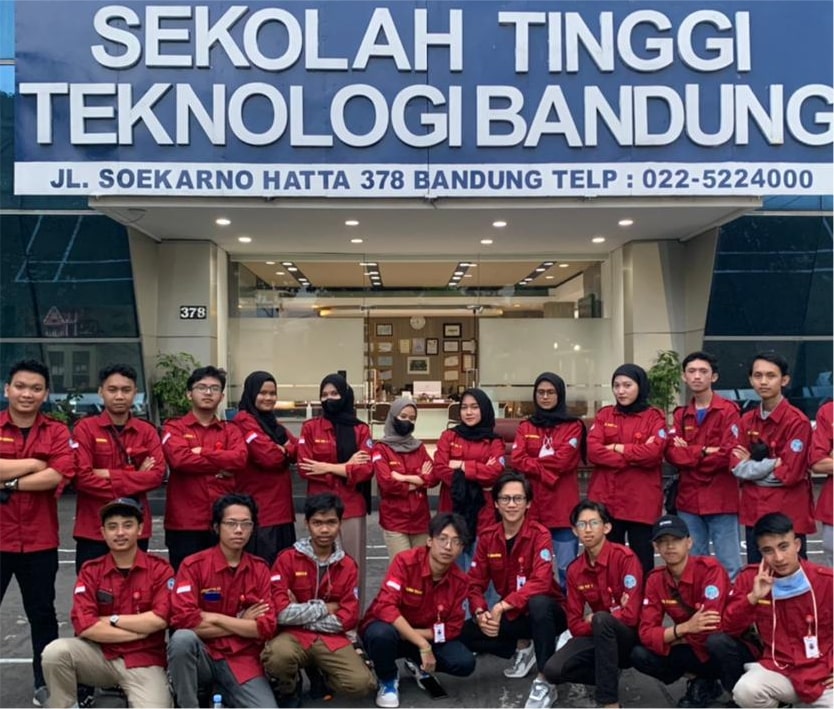 SEKOLAH TINGGI
TEKNOLOGI BANDUNG
JL. SOEKARNO HATTA 378 BANDUNG TELP : 022-5224000
378